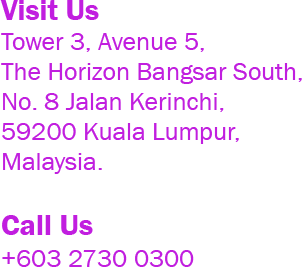 Visit Us
Tower 3, Avenue 5,
The Horizon Bangsar South,
No. 8 Jalan Kerinchi,
59200 Kuala Lumpur,
Malaysia.
Call Us
+603 2730 0300